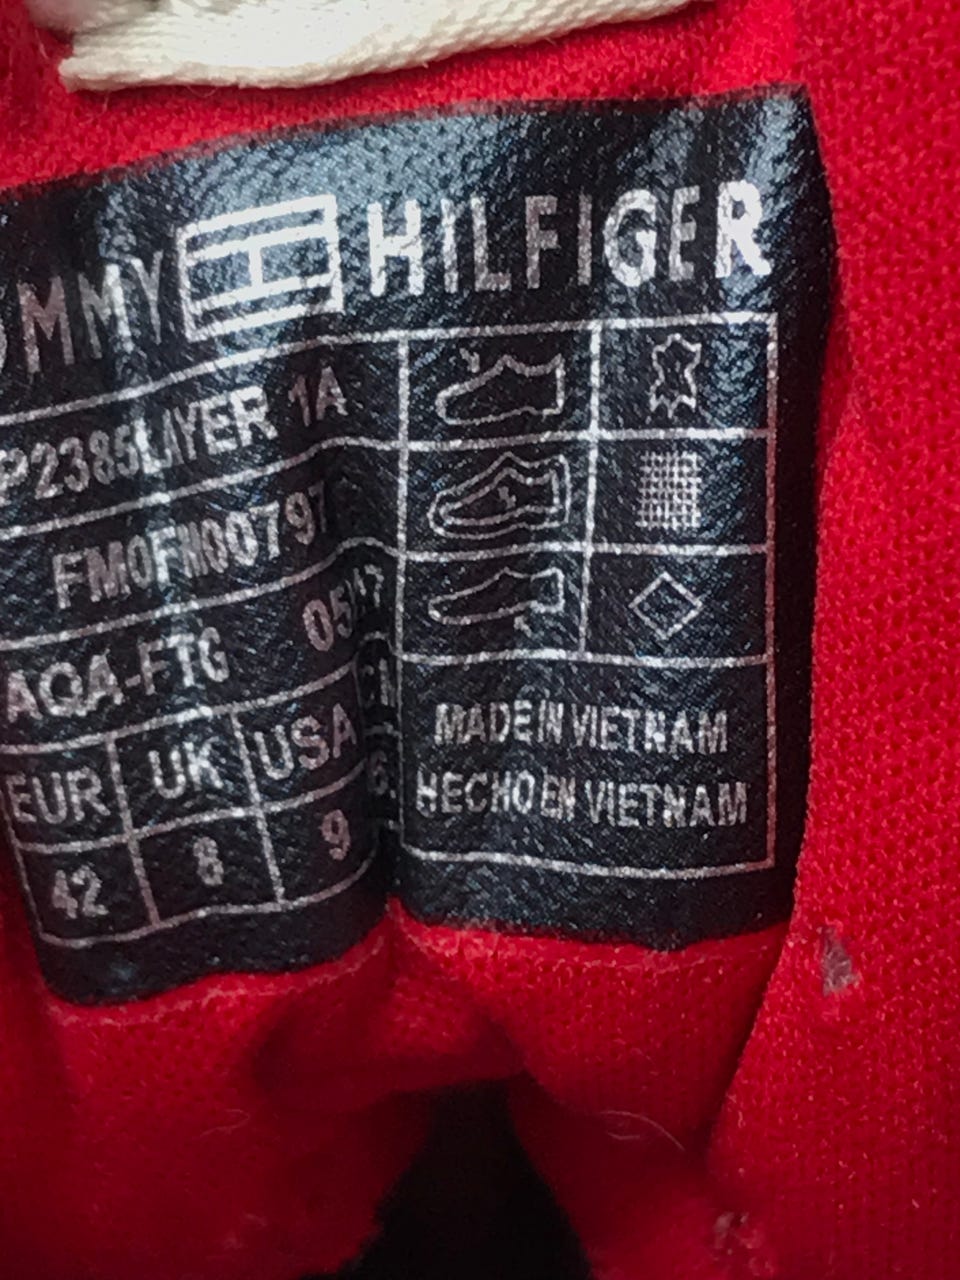 OMMY HILFIGER
P2385LAYER 1A
FM0FM00797
AQA-FTG
EUR UK USA
42 8 9
MADE IN VIETNAM
HECHO EN VIETNAM